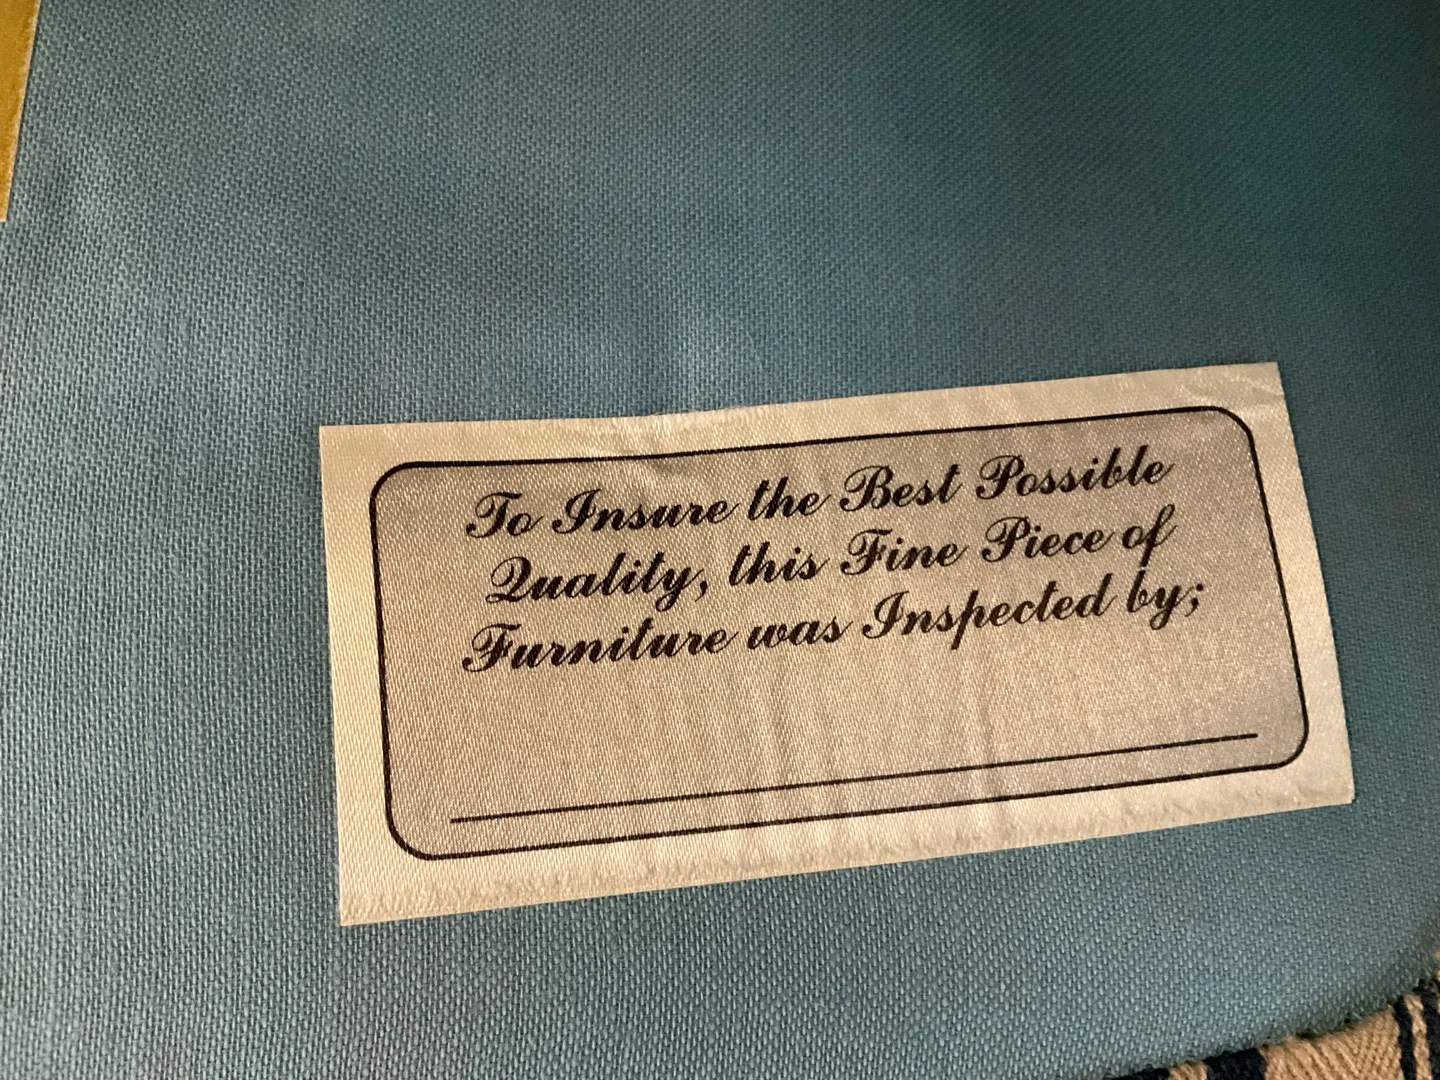 To Insure the Best Possible
Quality, this Fine Piece of
Furniture was Inspected by;